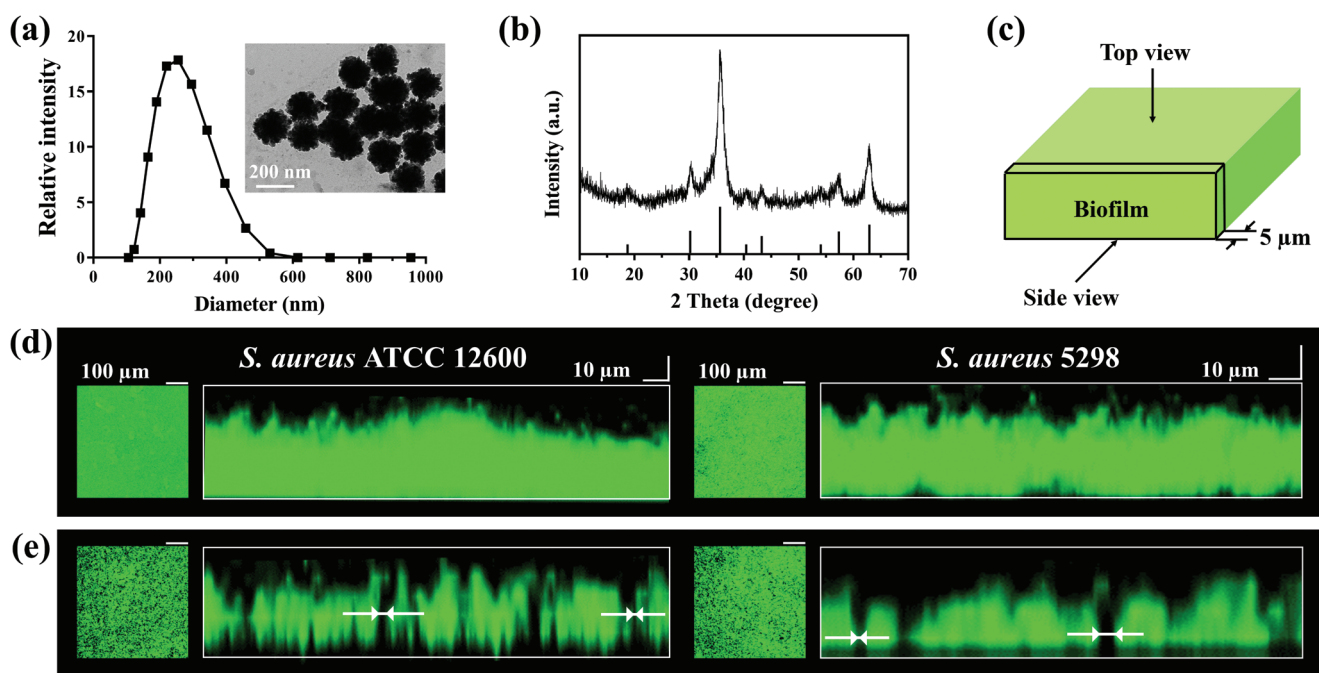 (a)
Relative intensity
20
15
10
5
0
0 200 400 600 800 1000
Diameter (nm)
200 nm
(b)
Intensity (a.u.)
10 20 30 40 50 60 70
2 Theta (degree)
(c)
Top view
Biofilm
5 µm
Side view
(d)
100 µm
S. aureus ATCC 12600
10 µm
100 µm
S. aureus 5298
10 µm
(e)